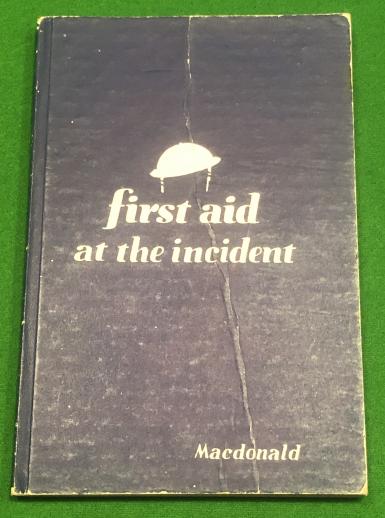 first aid
at the incident
Macdonald